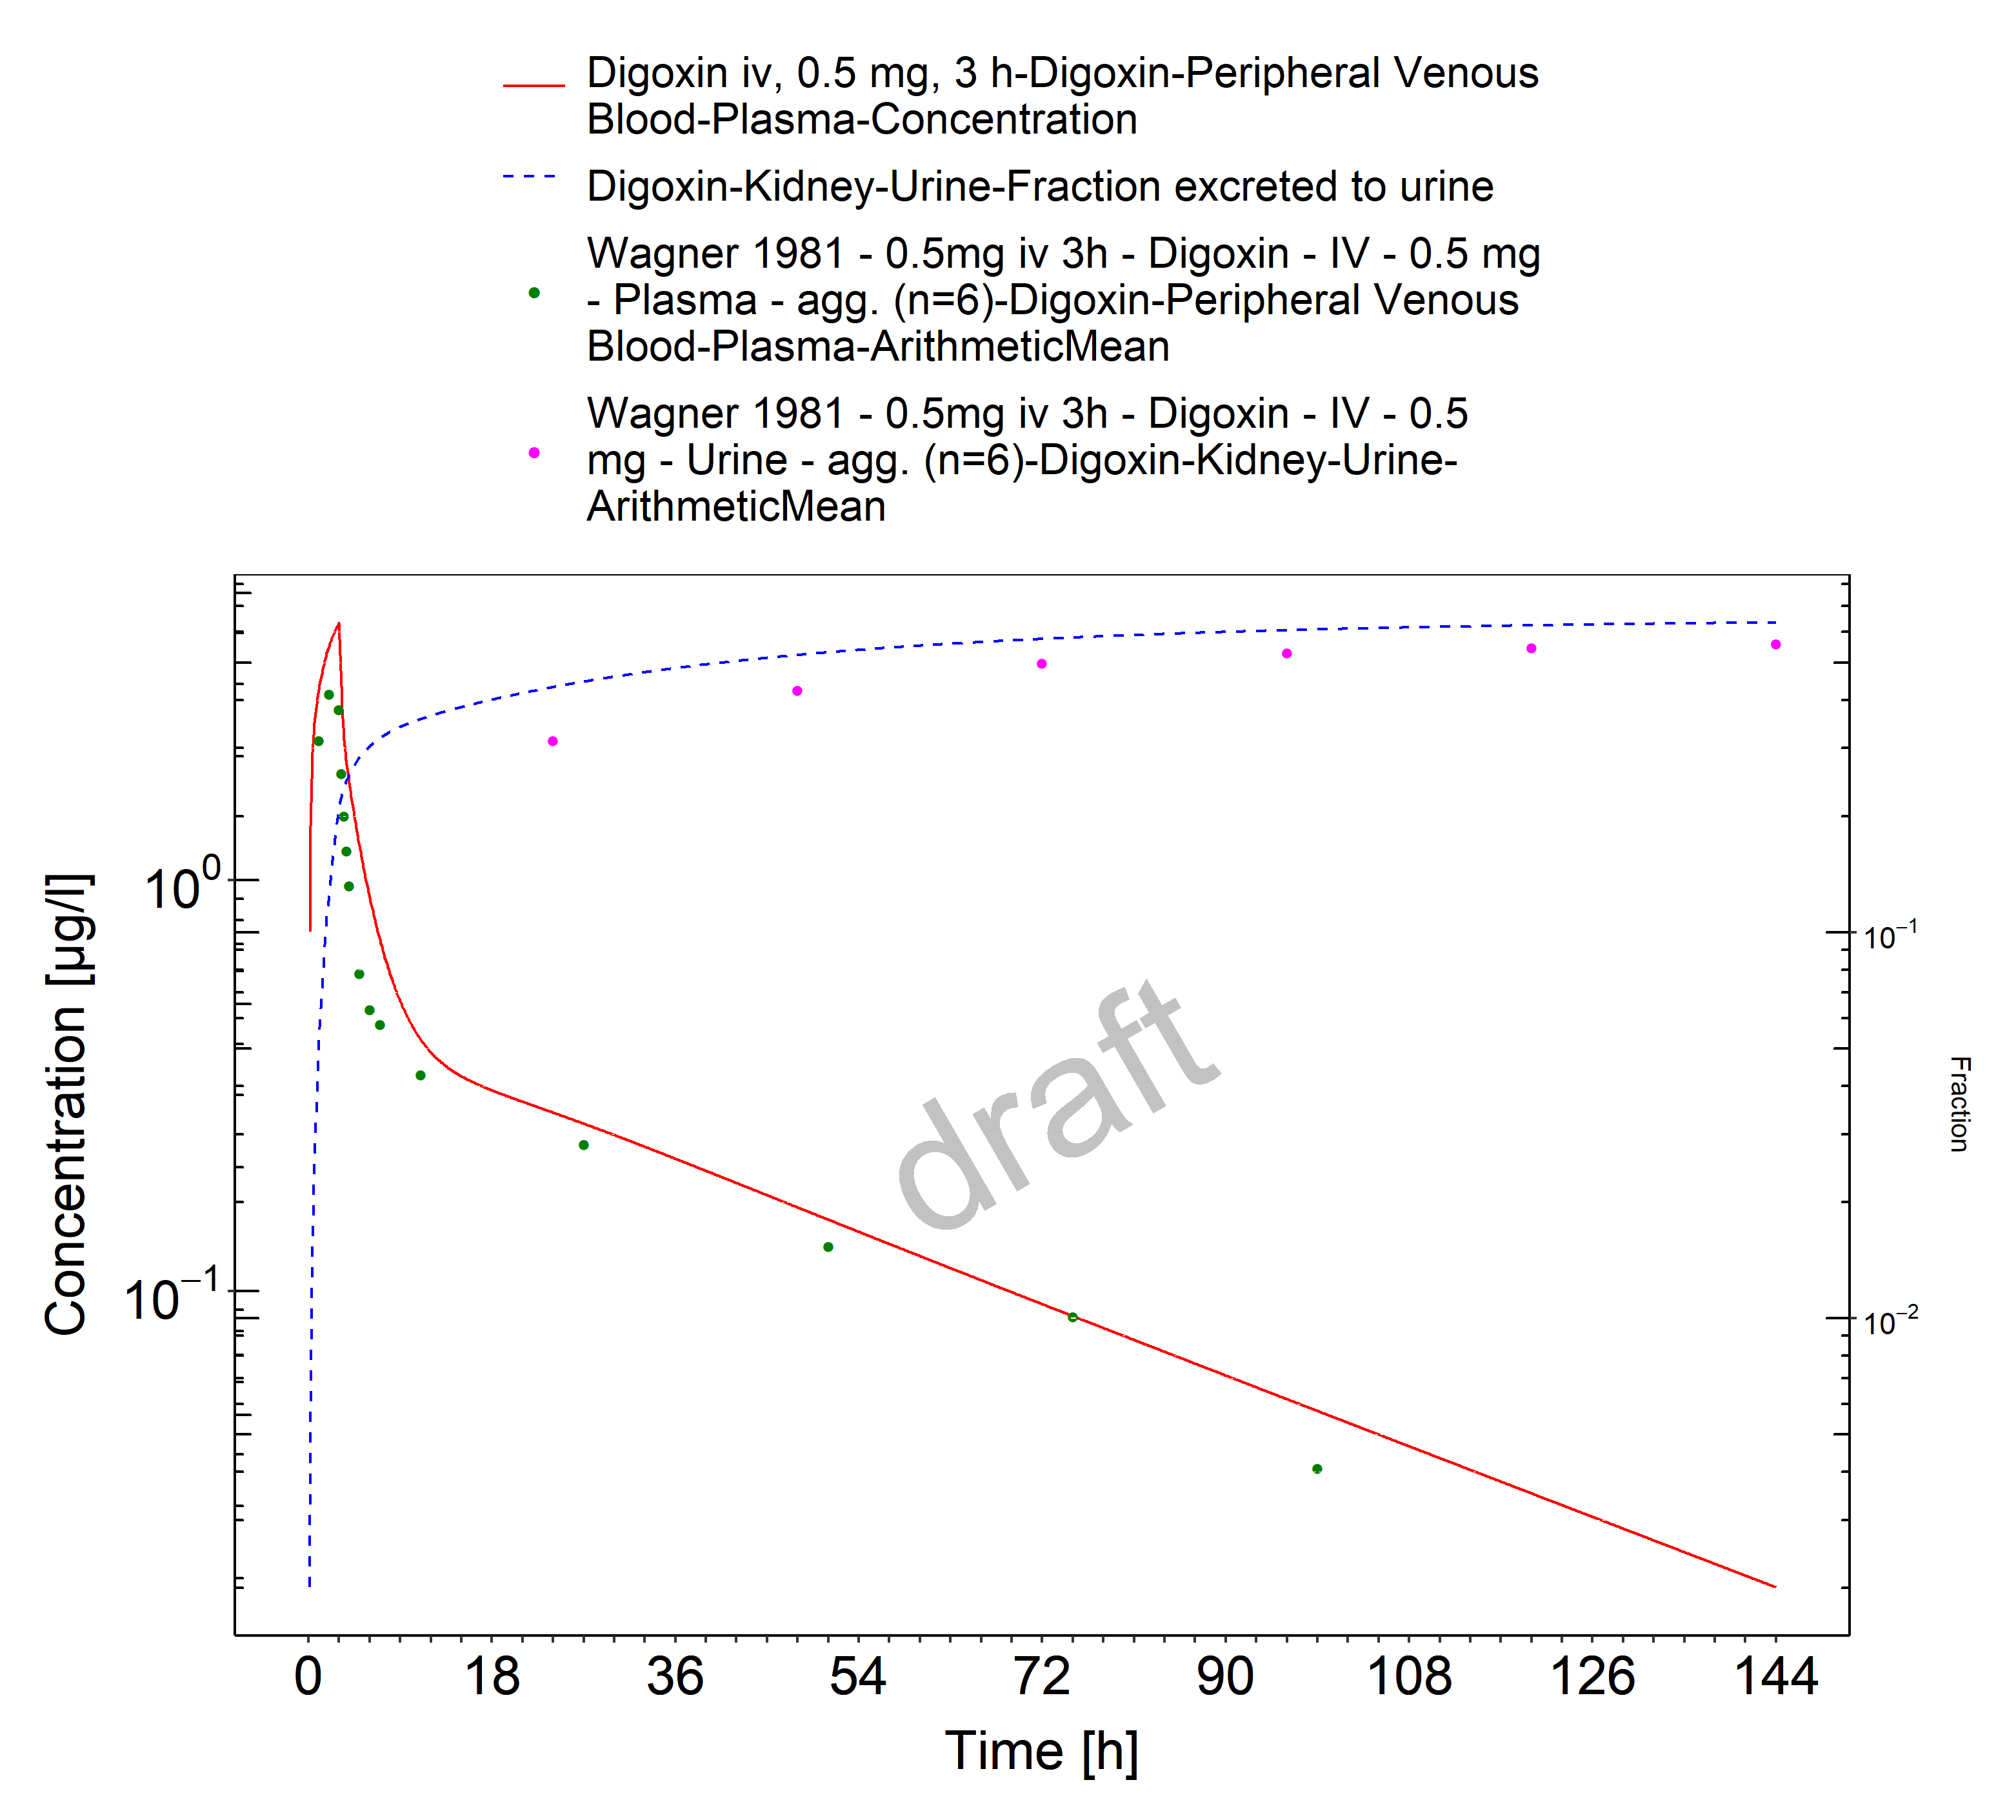 Digoxin iv, 0.5 mg, 3 h-Digoxin-Peripheral Venous
Blood-Plasma-Concentration
Digoxin-Kidney-Urine-Fraction excreted to urine
Wagner 1981 - 0.5mg iv 3h - Digoxin - IV - 0.5 mg
- Plasma - agg. (n=6)-Digoxin-Peripheral Venous
Blood-Plasma-ArithmeticMean
Wagner 1981 - 0.5mg iv 3h - Digoxin - IV - 0.5
mg - Urine - agg. (n=6)-Digoxin-Kidney-Urine-
ArithmeticMean
Concentration [µg/l]
10⁰
10⁻¹
draft
10⁻¹
10⁻²
Fraction
0 18 36 54 72 90 108 126 144
Time [h]